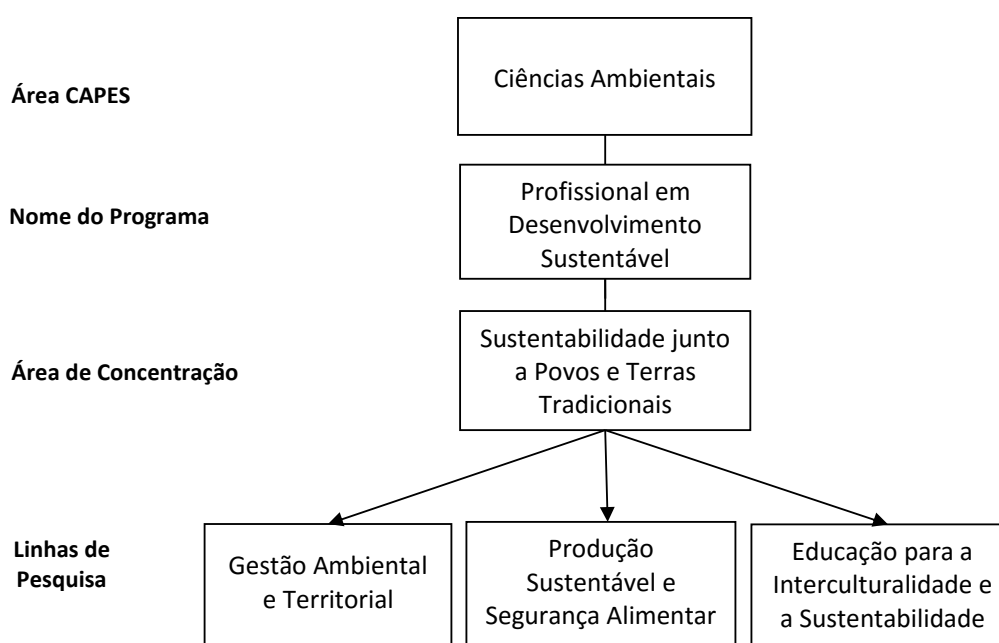 Área CAPES
Ciências Ambientais
Nome do Programa
Profissional em
Desenvolvimento
Sustentável
Área de Concentração
Sustentabilidade junto
a Povos e Terras
Tradicionais
Linhas de
Pesquisa
Gestão Ambiental
e Territorial
Produção
Sustentável e
Segurança Alimentar
Educação para a
Interculturalidade e
a Sustentabilidade